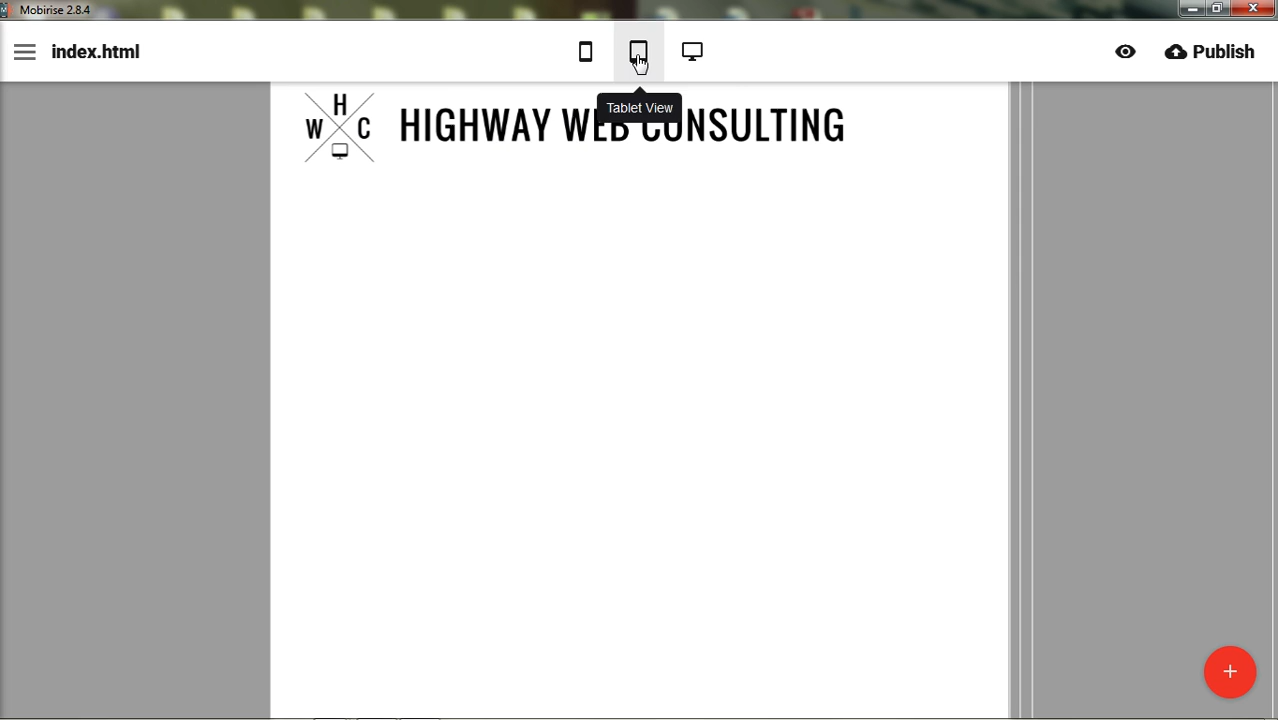 Mobirise 2.8.4
index.html
Publish
Tablet View
H
W C
HIGHWAY WEB CONSULTING